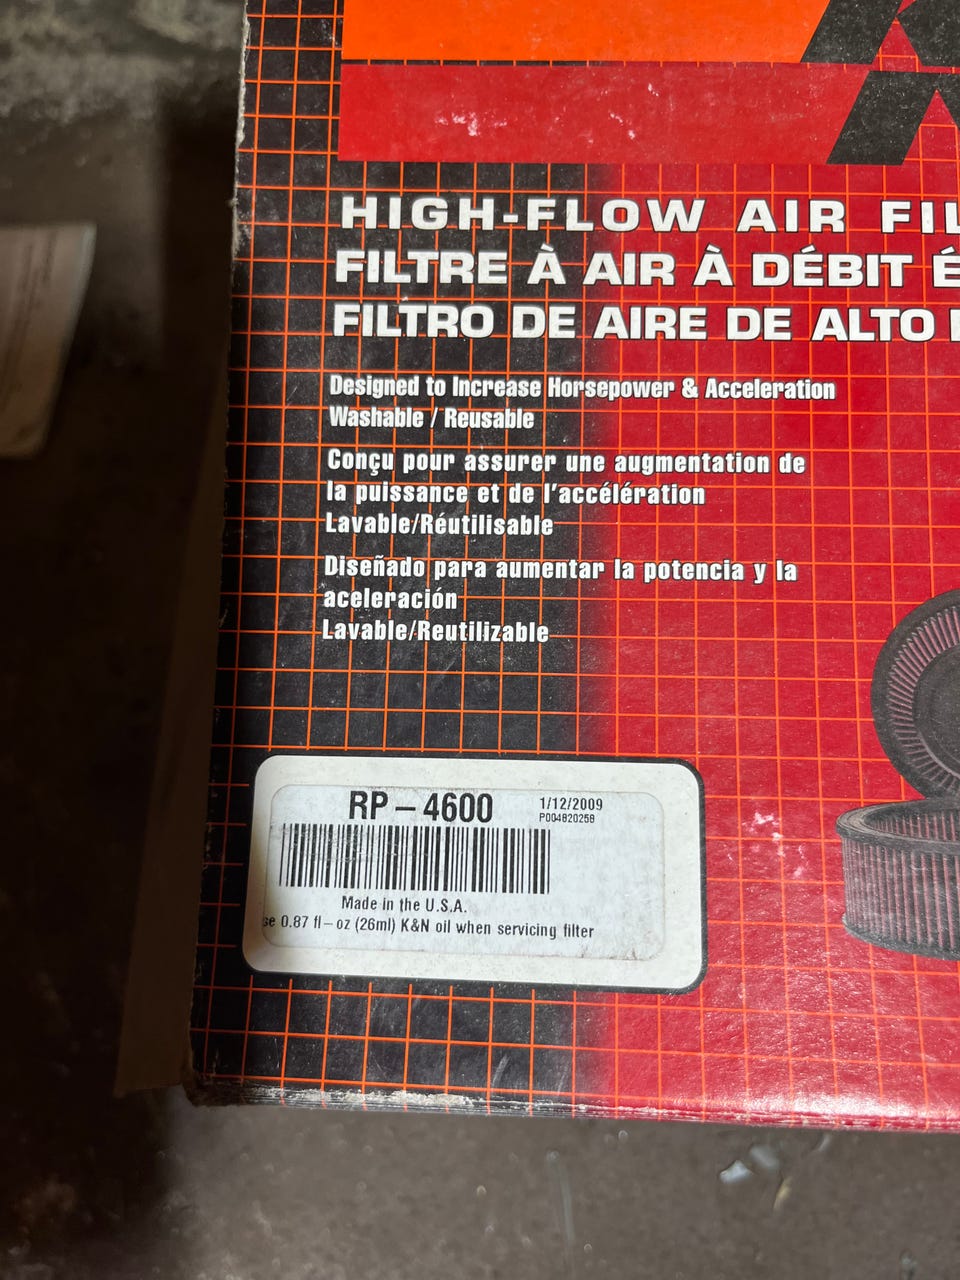 HIGH-FLOW AIR
FILTRE À AIR À DÉBIT
FILTRO DE AIRE DE ALTO
Designed to Increase Horsepower & Acceleration
Washable / Reusable
Conçu pour assurer une augmentation de
la puissance et de l'accélération
Lavable/Réutilisable
Diseñado para aumentar la potencia y la
aceleración
Lavable/Reutilizable
RP-4600 1/12/2009
P00482025B
Made in the U.S.A.
0.87 fl-oz (26ml) K&N oil when servicing filter